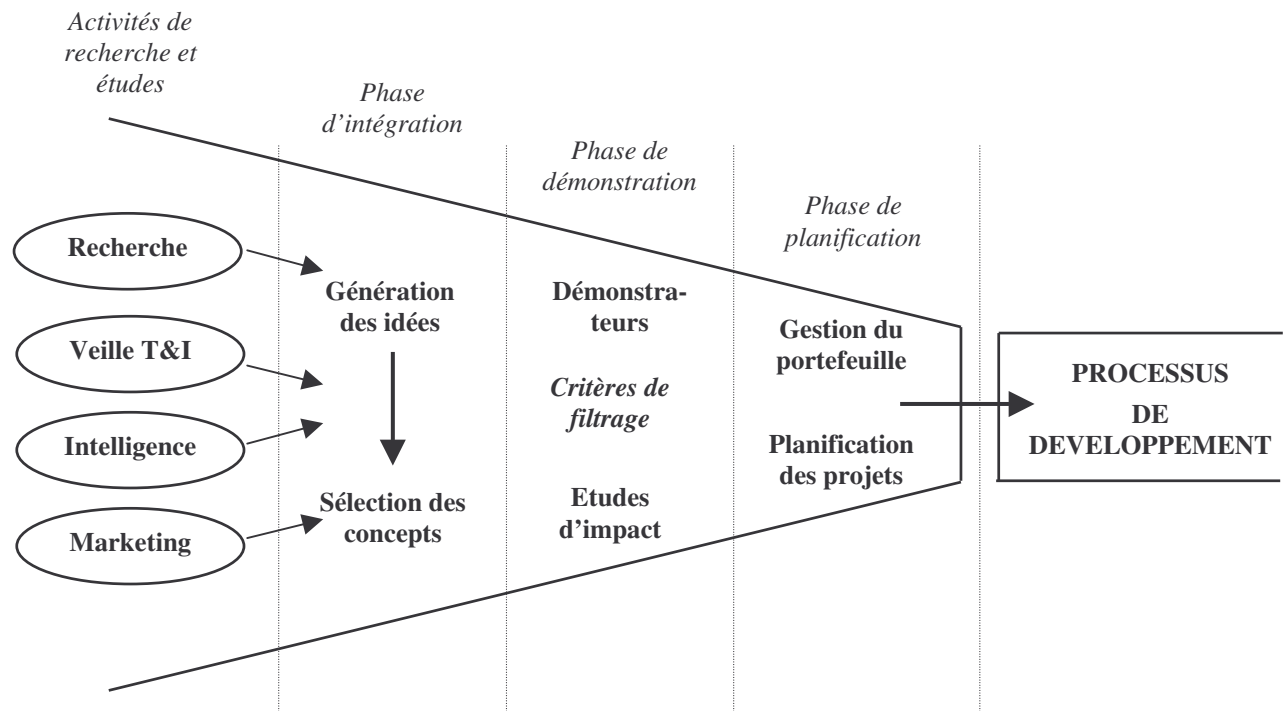 Activités de
recherche et
études
Phase
d'intégration
Phase de
démonstration
Phase de
planification
Recherche
Veille T&I
Intelligence
Marketing
Génération
des idées
Sélection des
concepts
Démonstra-
teurs
Critères de
filtrage
Etudes
d'impact
Gestion du
portefeuille
Planification
des projets
PROCESSUS
DE
DEVELOPPEMENT